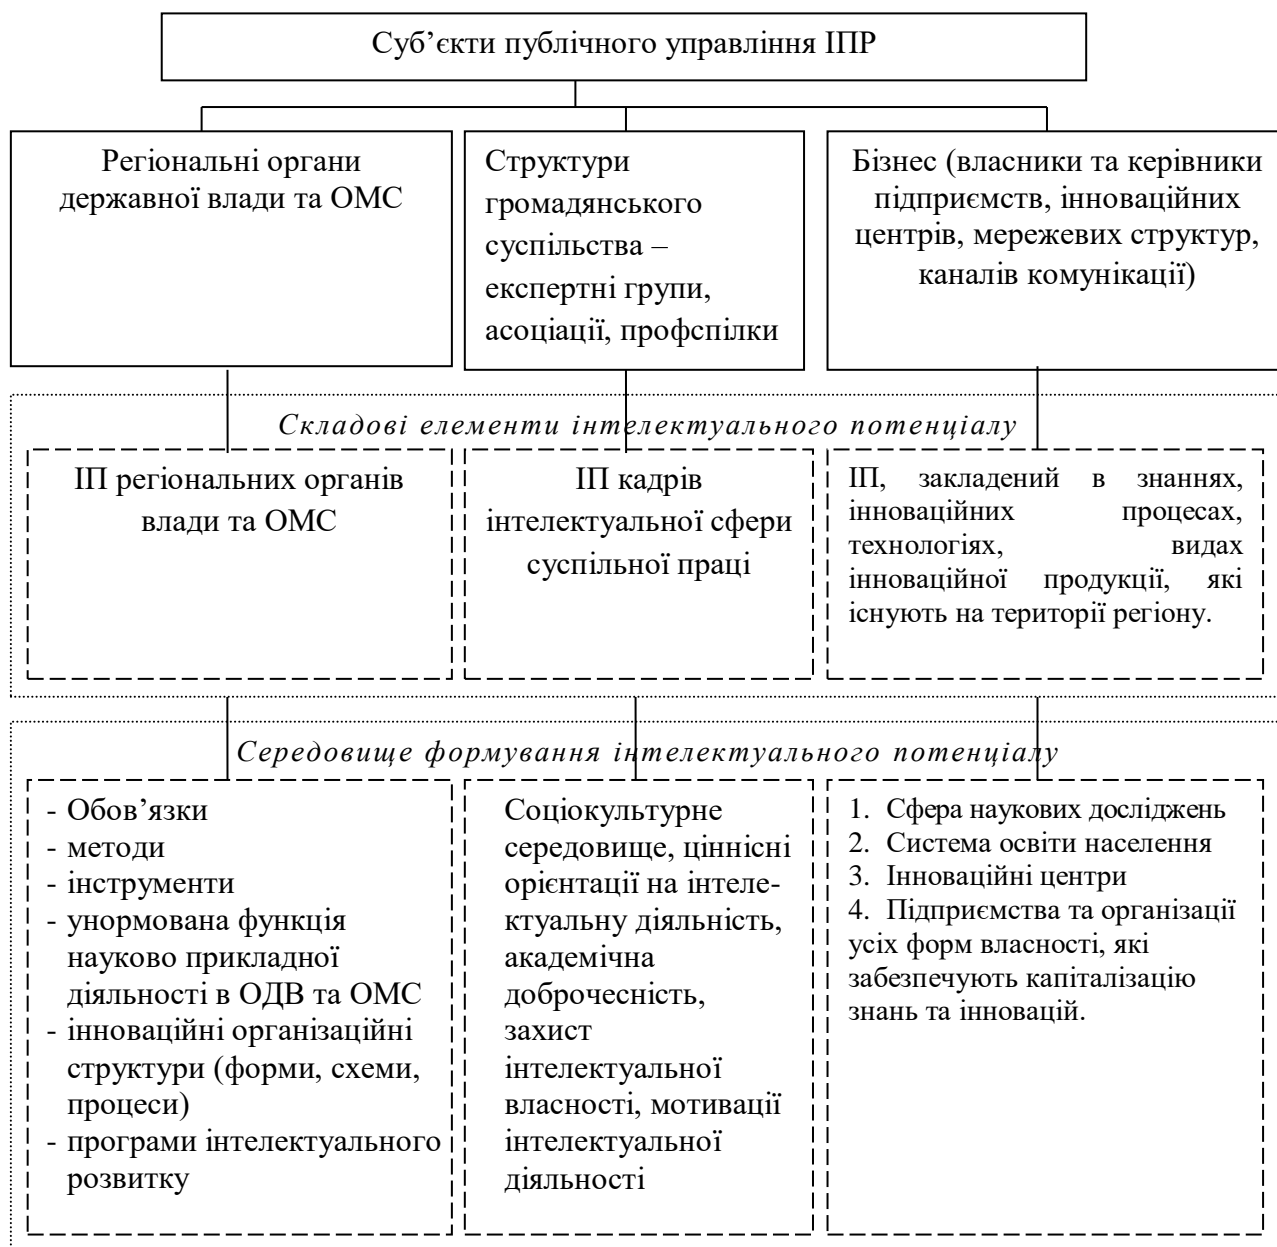 Суб’єкти публічного управління ІПР
Регіональні органи
державної влади та ОМС
Структури
громадянського
суспільства –
експертні групи,
асоціації, профспілки
Бізнес (власники та керівники
підприємств, інноваційних
центрів, мережевих структур,
каналів комунікації)
Складові елементи інтелектуального потенціалу
ІП регіональних органів
влади та ОМС
ІП кадрів
інтелектуальної сфери
суспільної праці
ІП, закладений в знаннях,
інноваційних процесах,
технологіях, видах
інноваційної продукції, які
існують на території регіону.
Середовище формування інтелектуального потенціалу
- Обов’язки
- методи
- інструменти
- унормована функція
науково прикладної
діяльності в ОДВ та ОМС
- інноваційні організаційні
структури (форми, схеми,
процеси)
- програми інтелектуального
розвитку
Соціокультурне
середовище, ціннісні
орієнтації на інтеле-
ктуальну діяльність,
академічна
доброчесність,
захист
інтелектуальної
власності, мотивації
інтелектуальної
діяльності
1. Сфера наукових досліджень
2. Система освіти населення
3. Інноваційні центри
4. Підприємства та організації
усіх форм власності, які
забезпечують капіталізацію
знань та інновацій.